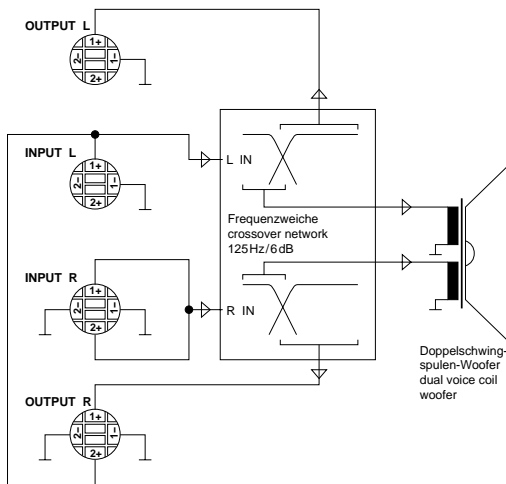 OUTPUT L
1+
2−
1−
2+
INPUT L
1+
2−
1−
2+
L IN
Frequenzweiche
crossover network
125Hz/6dB
INPUT R
1+
2−
1−
2+
R IN
Doppelschwing-
spulen-Woofer
dual voice coil
woofer
OUTPUT R
1+
2−
1−
2+